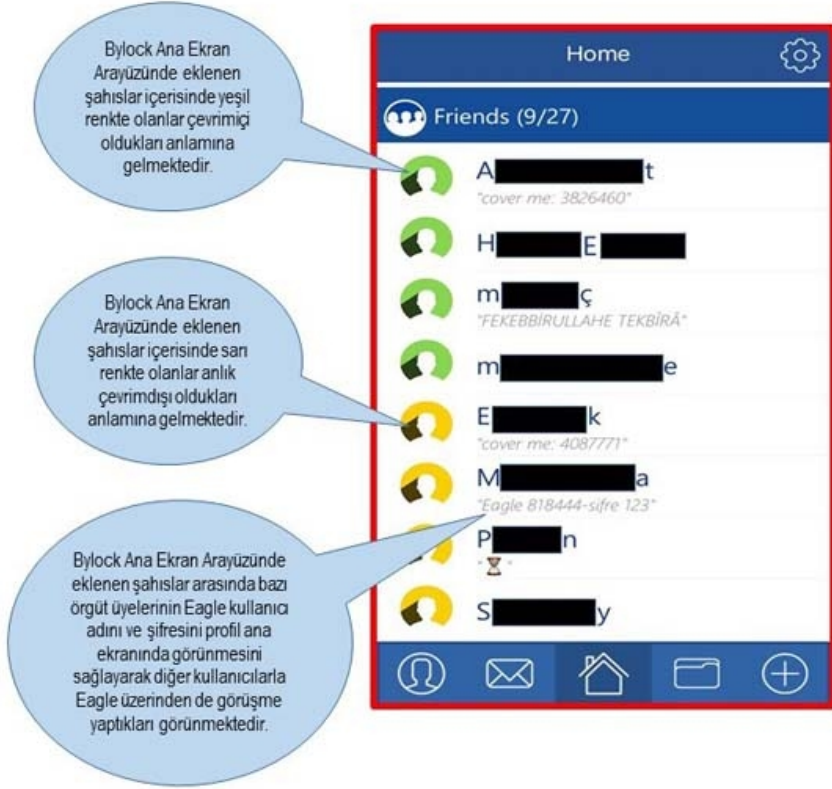 Bylock Ana Ekran
Arayüzünde eklenen
şahıslar içerisinde yeşil
renkte olanlar çevrimiçi
oldukları anlamına
gelmektedir.
Bylock Ana Ekran
Arayüzünde eklenen
şahıslar içerisinde sarı
renkte olanlar anlık
çevrimdışı oldukları
anlamına gelmektedir.
Bylock Ana Ekran Arayüzünde
eklenen şahıslar arasında bazı
örgüt üyelerinin Eagle kullanıcı
adını ve şifresini profil ana
ekranında görünmesini
sağlayarak diğer kullanıcılarla
Eagle üzerinden de görüşme
yaptıkları görünmektedir.
Home
Friends (9/27)
A t
"cover me: 3826460"
H E
m ç
"FEKEBBİRULLAHE TEKBÎRÂ"
m e
E k
"cover me: 4087771"
M a
"Eagle 818444-sifre 123"
P n
"⌛"
S y